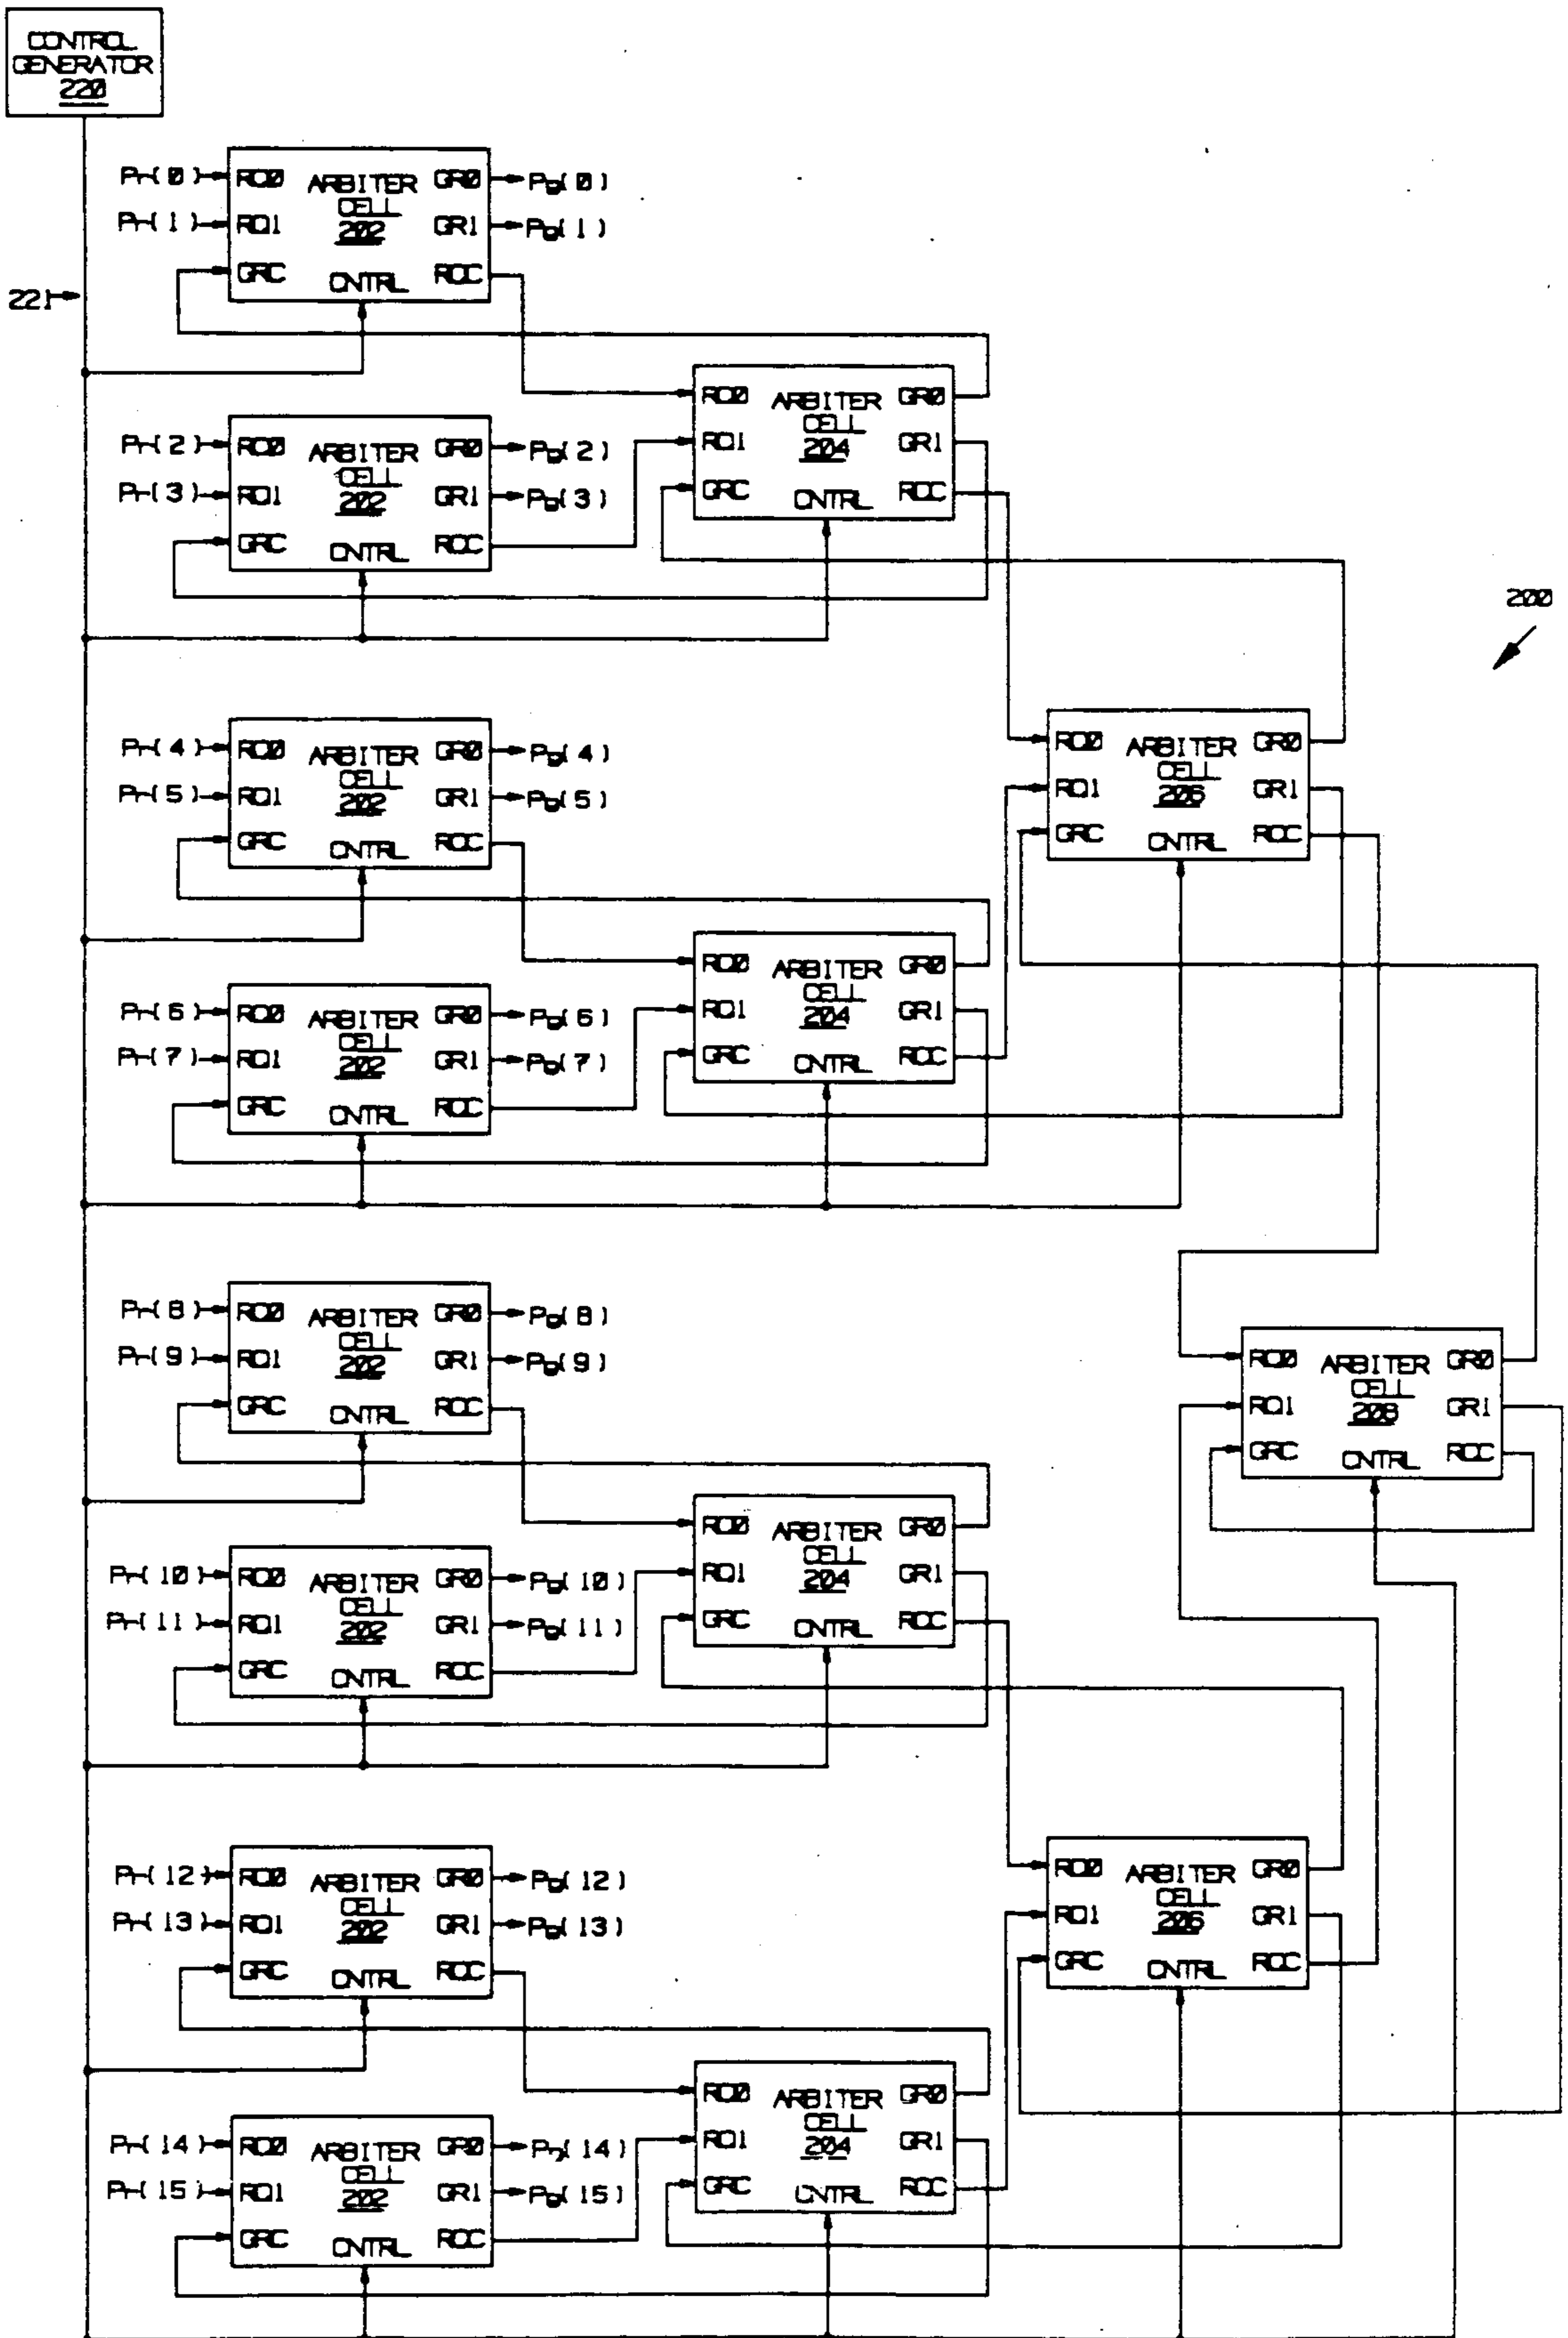 CONTROL
GENERATOR
220
221
Pr(0) RQ0 ARBITER GR0 Pg(0)
CELL
Pr(1) RQ1 202 GR1 Pg(1)
GRC CNTRL RQC
RQ0 ARBITER GR0
CELL
RQ1 204 GR1
GRC CNTRL RQC
Pr(2) RQ0 ARBITER GR0 Pg(2)
CELL
Pr(3) RQ1 202 GR1 Pg(3)
GRC CNTRL RQC
200
Pr(4) RQ0 ARBITER GR0 Pg(4)
CELL
Pr(5) RQ1 202 GR1 Pg(5)
GRC CNTRL RQC
RQ0 ARBITER GR0
CELL
RQ1 206 GR1
GRC CNTRL RQC
RQ0 ARBITER GR0
CELL
RQ1 204 GR1
GRC CNTRL RQC
Pr(6) RQ0 ARBITER GR0 Pg(6)
CELL
Pr(7) RQ1 202 GR1 Pg(7)
GRC CNTRL RQC
Pr(8) RQ0 ARBITER GR0 Pg(8)
CELL
Pr(9) RQ1 202 GR1 Pg(9)
GRC CNTRL RQC
RQ0 ARBITER GR0
CELL
RQ1 208 GR1
GRC CNTRL RQC
RQ0 ARBITER GR0
CELL
RQ1 204 GR1
GRC CNTRL RQC
Pr(10) RQ0 ARBITER GR0 Pg(10)
CELL
Pr(11) RQ1 202 GR1 Pg(11)
GRC CNTRL RQC
Pr(12) RQ0 ARBITER GR0 Pg(12)
CELL
Pr(13) RQ1 202 GR1 Pg(13)
GRC CNTRL RQC
RQ0 ARBITER GR0
CELL
RQ1 206 GR1
GRC CNTRL RQC
RQ0 ARBITER GR0
CELL
RQ1 204 GR1
GRC CNTRL RQC
Pr(14) RQ0 ARBITER GR0 Pg(14)
CELL
Pr(15) RQ1 202 GR1 Pg(15)
GRC CNTRL RQC